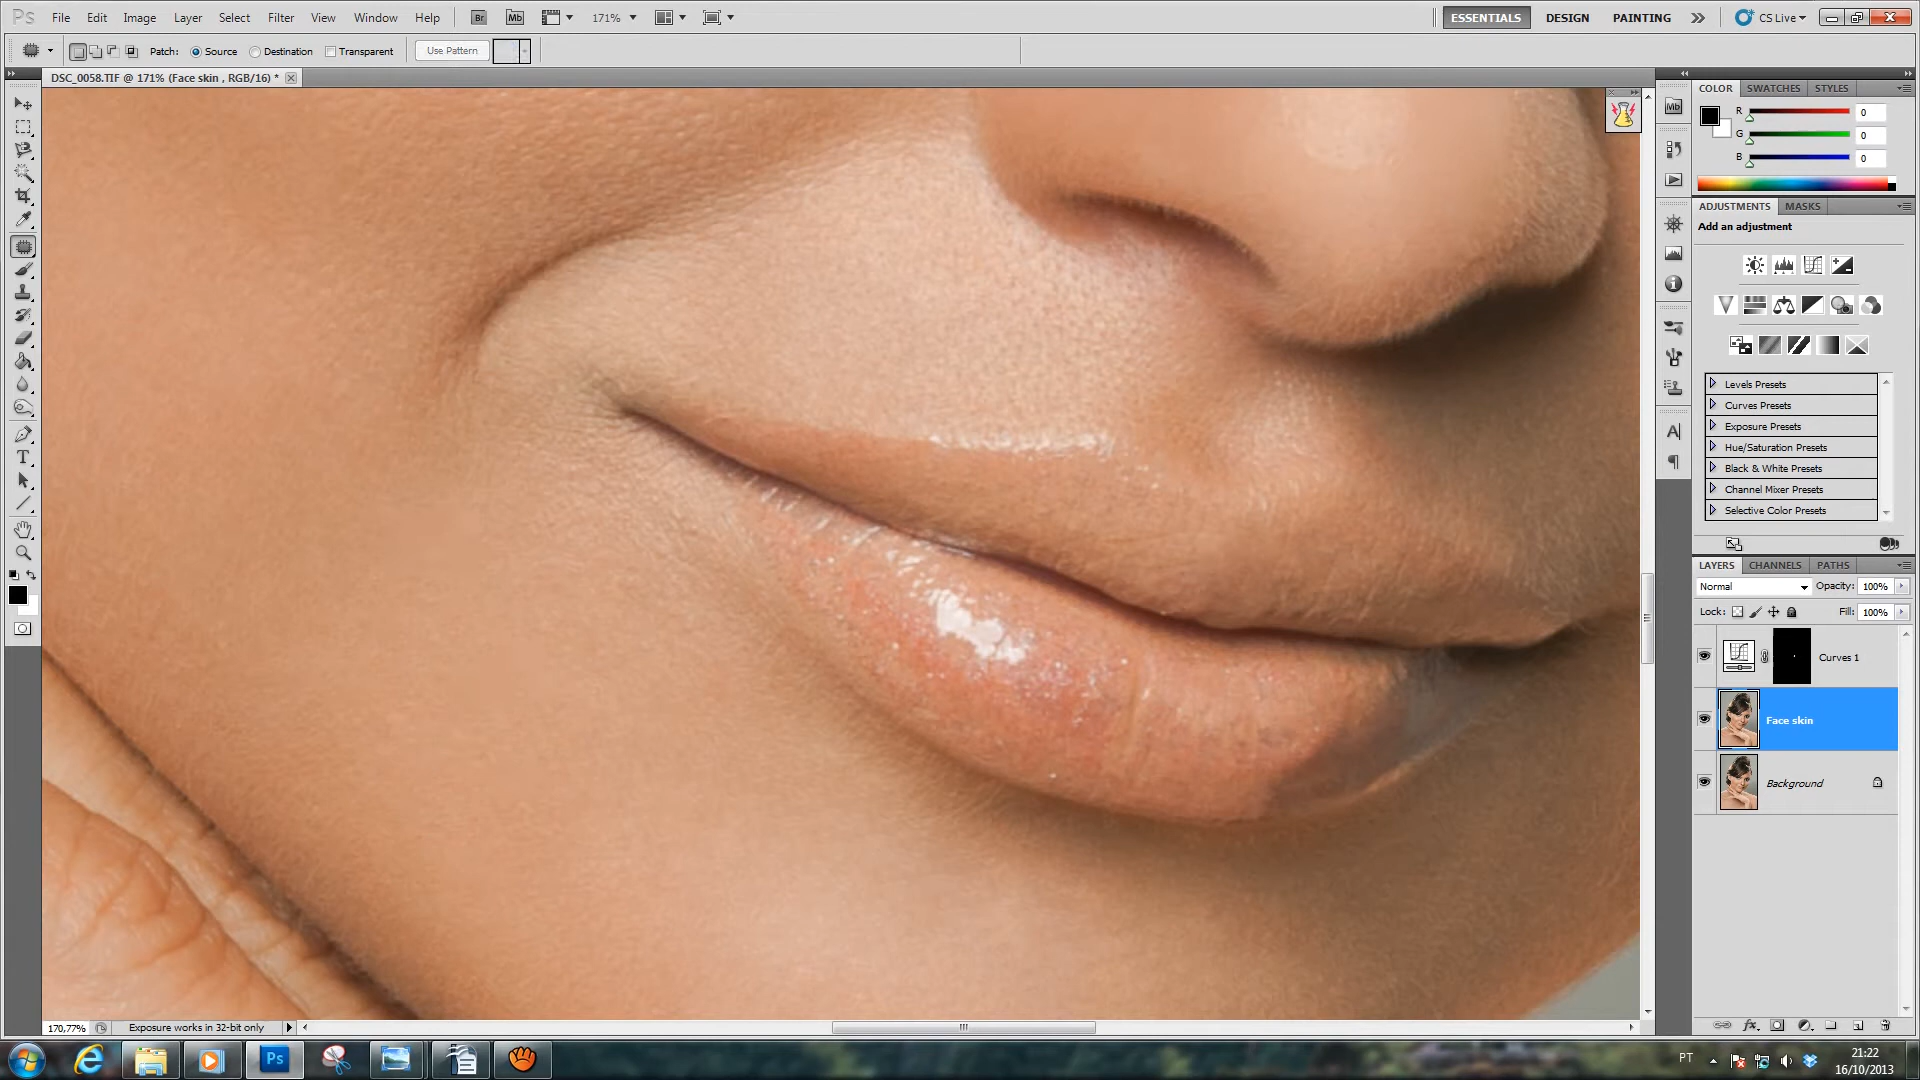 Ps File Edit Image Layer Select Filter View Window Help Br Mb 171% ESSENTIALS DESIGN PAINTING CS Live
Patch: Source Destination Transparent Use Pattern
DSC_0058.TIF @ 171% (Face skin , RGB/16) *
COLOR SWATCHES STYLES
Mb
R 0
G 0
B 0
ADJUSTMENTS MASKS
Add an adjustment
Levels Presets
Curves Presets
Exposure Presets
Hue/Saturation Presets
Black & White Presets
Channel Mixer Presets
Selective Color Presets
LAYERS CHANNELS PATHS
Normal Opacity: 100%
Lock: Fill: 100%
Curves 1
Face skin
Background
170,77% Exposure works in 32-bit only
Ps
PT
21:22
16/10/2013